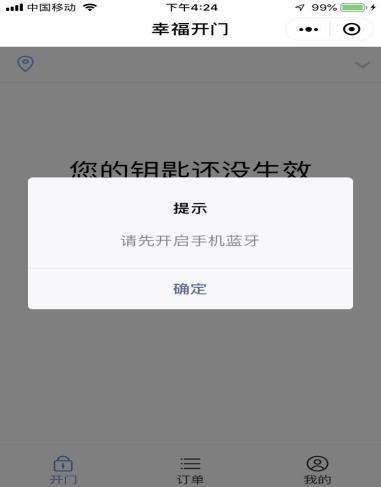 中国移动 下午4:24 99%
幸福开门
您的钥匙还没生效
提示
请先开启手机蓝牙
确定
开门 订单 我的